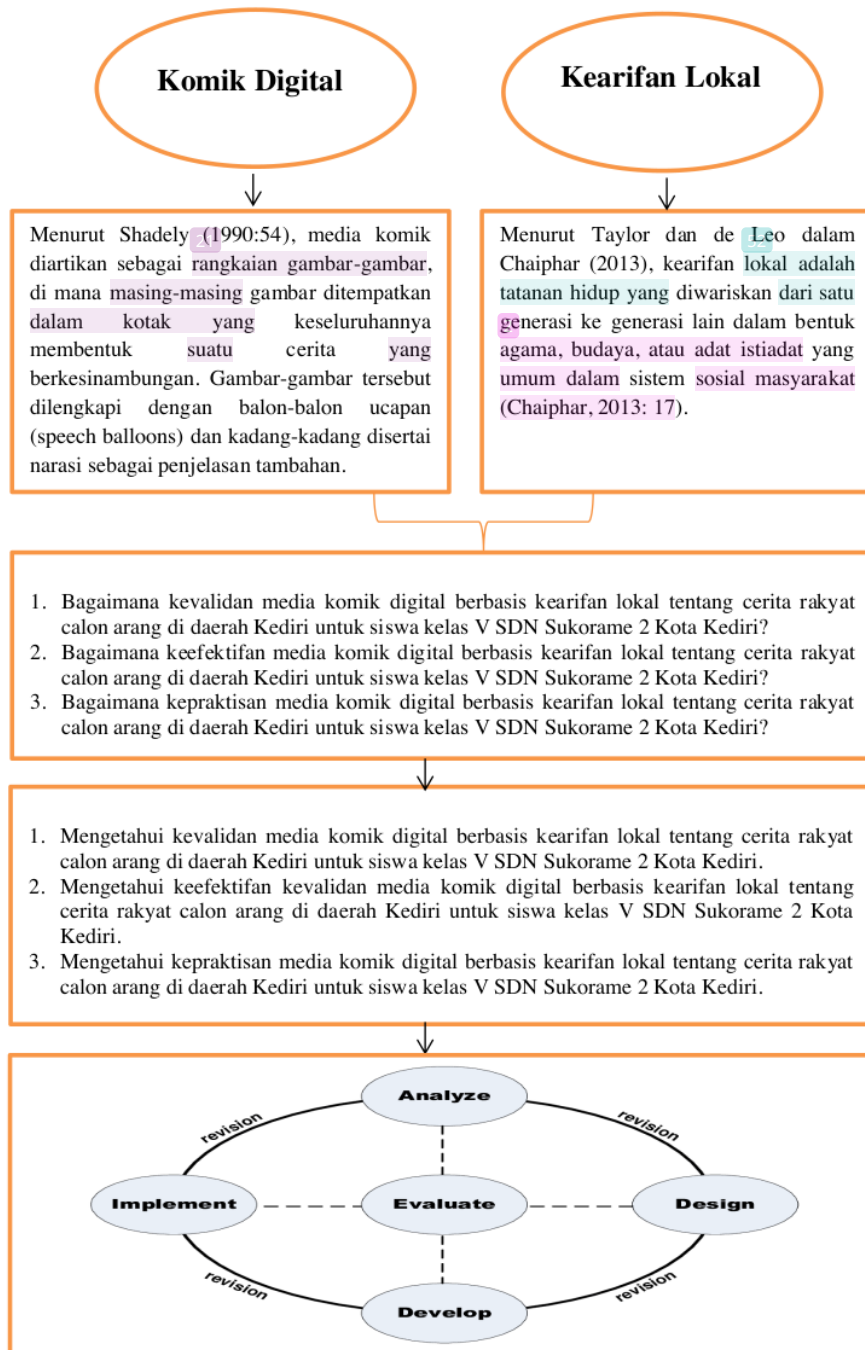 Komik Digital
Kearifan Lokal
Menurut Shadely (1990:54), media komik
diartikan sebagai rangkaian gambar-gambar,
di mana masing-masing gambar ditempatkan
dalam kotak yang keseluruhannya
membentuk suatu cerita yang
berkesinambungan. Gambar-gambar tersebut
dilengkapi dengan balon-balon ucapan
(speech balloons) dan kadang-kadang disertai
narasi sebagai penjelasan tambahan.
Menurut Taylor dan de Leo dalam
Chaiphar (2013), kearifan lokal adalah
tatanan hidup yang diwariskan dari satu
generasi ke generasi lain dalam bentuk
agama, budaya, atau adat istiadat yang
umum dalam sistem sosial masyarakat
(Chaiphar, 2013: 17).
1. Bagaimana kevalidan media komik digital berbasis kearifan lokal tentang cerita rakyat
calon arang di daerah Kediri untuk siswa kelas V SDN Sukorame 2 Kota Kediri?
2. Bagaimana keefektifan media komik digital berbasis kearifan lokal tentang cerita rakyat
calon arang di daerah Kediri untuk siswa kelas V SDN Sukorame 2 Kota Kediri?
3. Bagaimana kepraktisan media komik digital berbasis kearifan lokal tentang cerita rakyat
calon arang di daerah Kediri untuk siswa kelas V SDN Sukorame 2 Kota Kediri?
1. Mengetahui kevalidan media komik digital berbasis kearifan lokal tentang cerita rakyat
calon arang di daerah Kediri untuk siswa kelas V SDN Sukorame 2 Kota Kediri.
2. Mengetahui keefektifan kevalidan media komik digital berbasis kearifan lokal tentang
cerita rakyat calon arang di daerah Kediri untuk siswa kelas V SDN Sukorame 2 Kota
Kediri.
3. Mengetahui kepraktisan media komik digital berbasis kearifan lokal tentang cerita rakyat
calon arang di daerah Kediri untuk siswa kelas V SDN Sukorame 2 Kota Kediri.
Analyze
revision
revision
Implement
Evaluate
Design
revision
revision
Develop